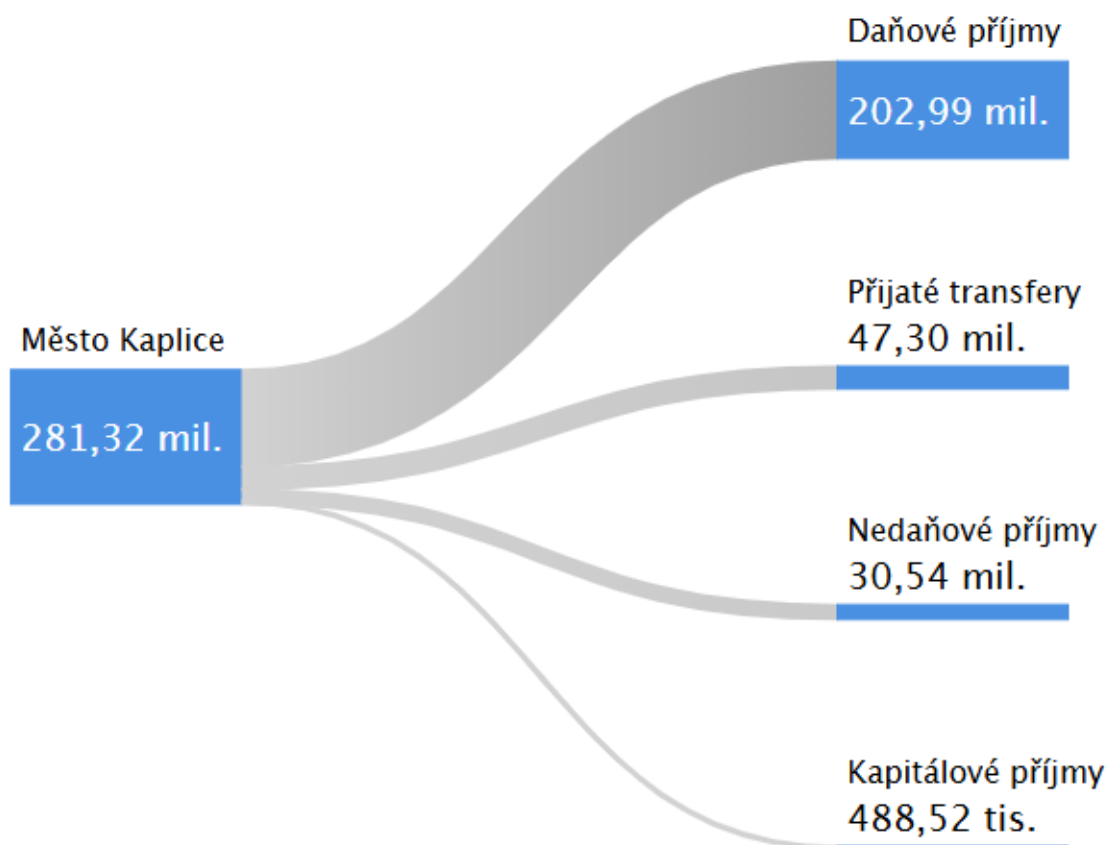 Daňové příjmy
202,99 mil.
Přijaté transfery
47,30 mil.
Město Kaplice
281,32 mil.
Nedaňové příjmy
30,54 mil.
Kapitálové příjmy
488,52 tis.